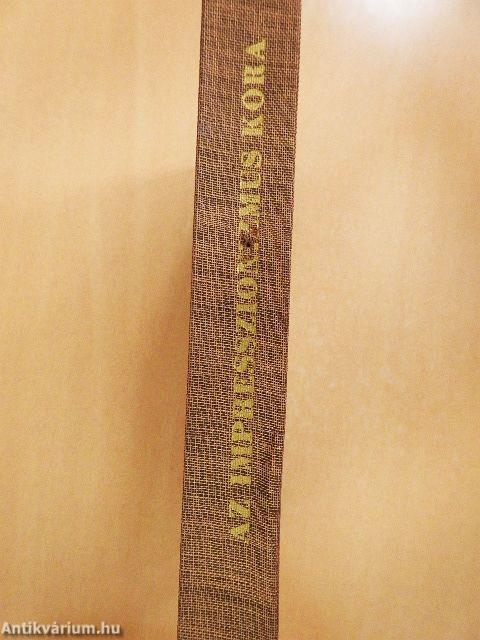 AZ IMPRESSZIONIZMUS KORA
Antikvárium.hu